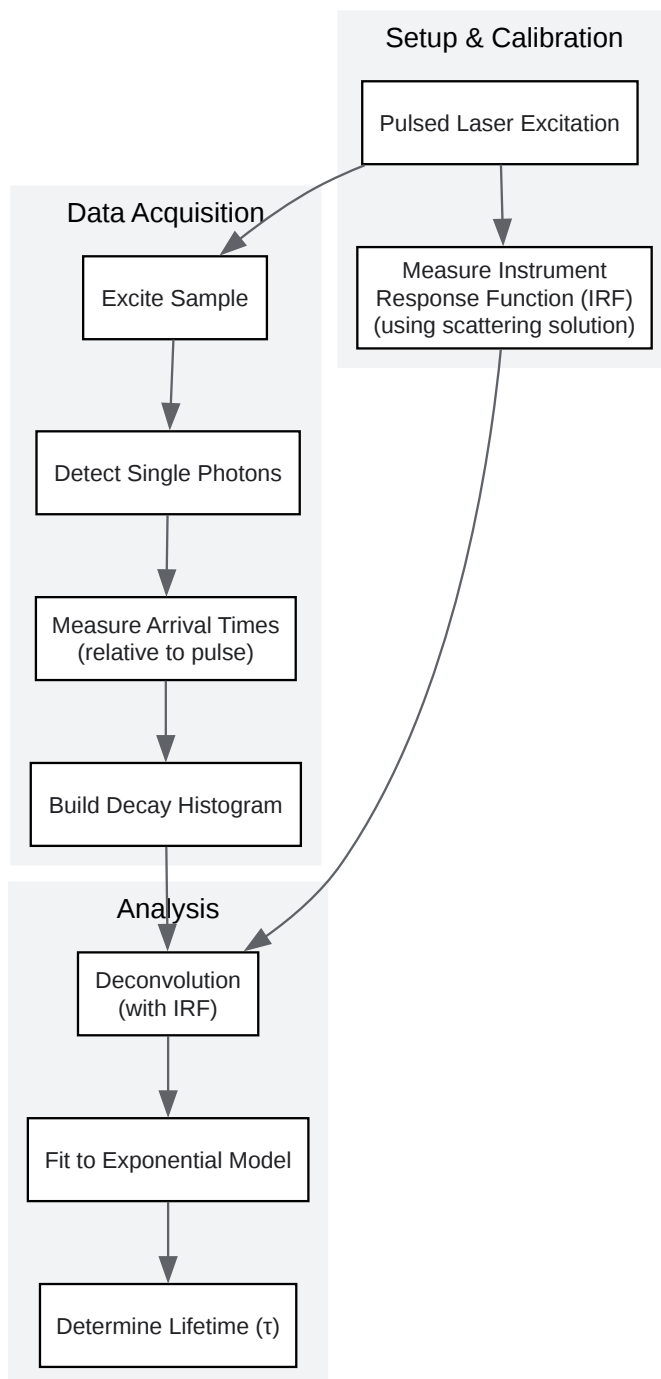 Setup & Calibration
Pulsed Laser Excitation
Measure Instrument
Response Function (IRF)
(using scattering solution)
Data Acquisition
Excite Sample
Detect Single Photons
Measure Arrival Times
(relative to pulse)
Build Decay Histogram
Analysis
Deconvolution
(with IRF)
Fit to Exponential Model
Determine Lifetime (τ)